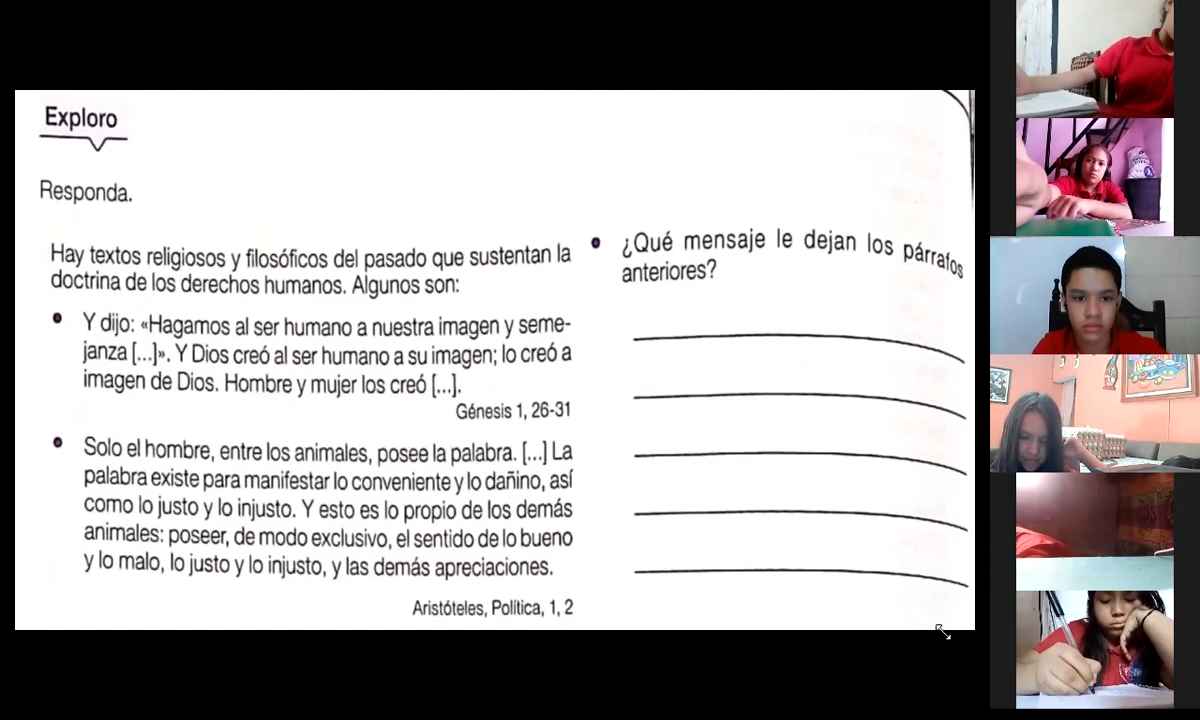 Exploro
Responda.
Hay textos religiosos y filosóficos del pasado que sustentan la
doctrina de los derechos humanos. Algunos son:
• Y dijo: «Hagamos al ser humano a nuestra imagen y seme-
janza [...]». Y Dios creó al ser humano a su imagen; lo creó a
imagen de Dios. Hombre y mujer los creó [...].
Génesis 1, 26-31
• Solo el hombre, entre los animales, posee la palabra. [...] La
palabra existe para manifestar lo conveniente y lo dañino, así
como lo justo y lo injusto. Y esto es lo propio de los demás
animales: poseer, de modo exclusivo, el sentido de lo bueno
y lo malo, lo justo y lo injusto, y las demás apreciaciones.
Aristóteles, Política, 1, 2
• ¿Qué mensaje le dejan los párrafos
anteriores?